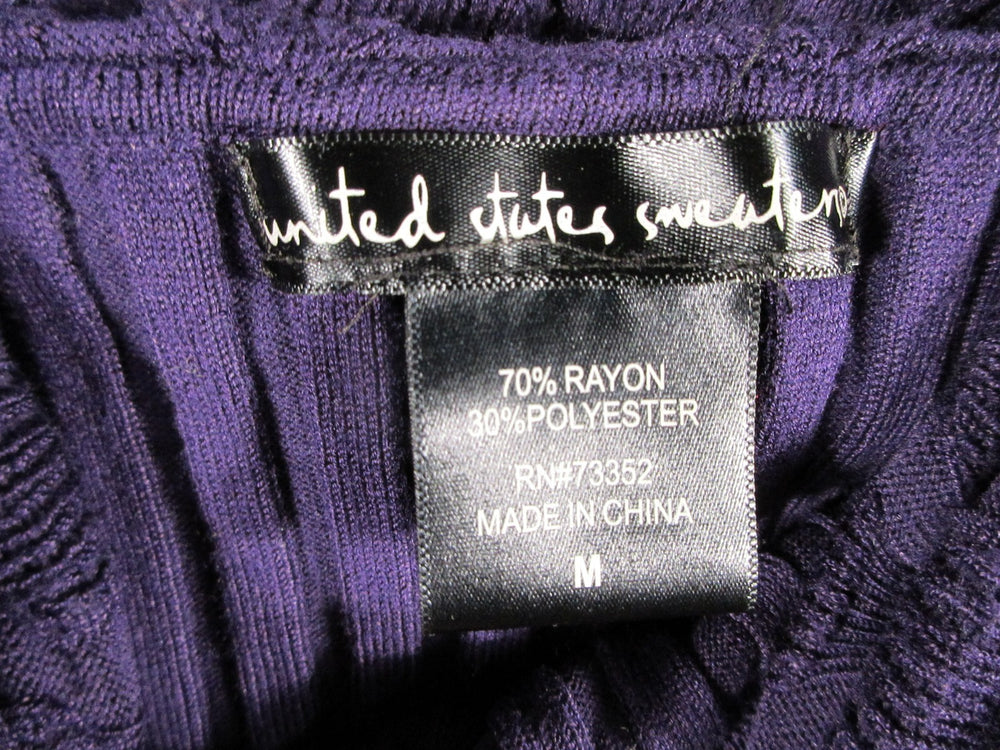 united states sweaters
70% RAYON
30%POLYESTER
RN#73352
MADE IN CHINA
M